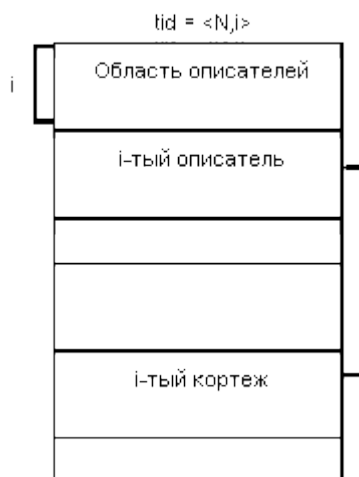 tid = <N,i>
i
Область описателей
i-тый описатель
i-тый кортеж